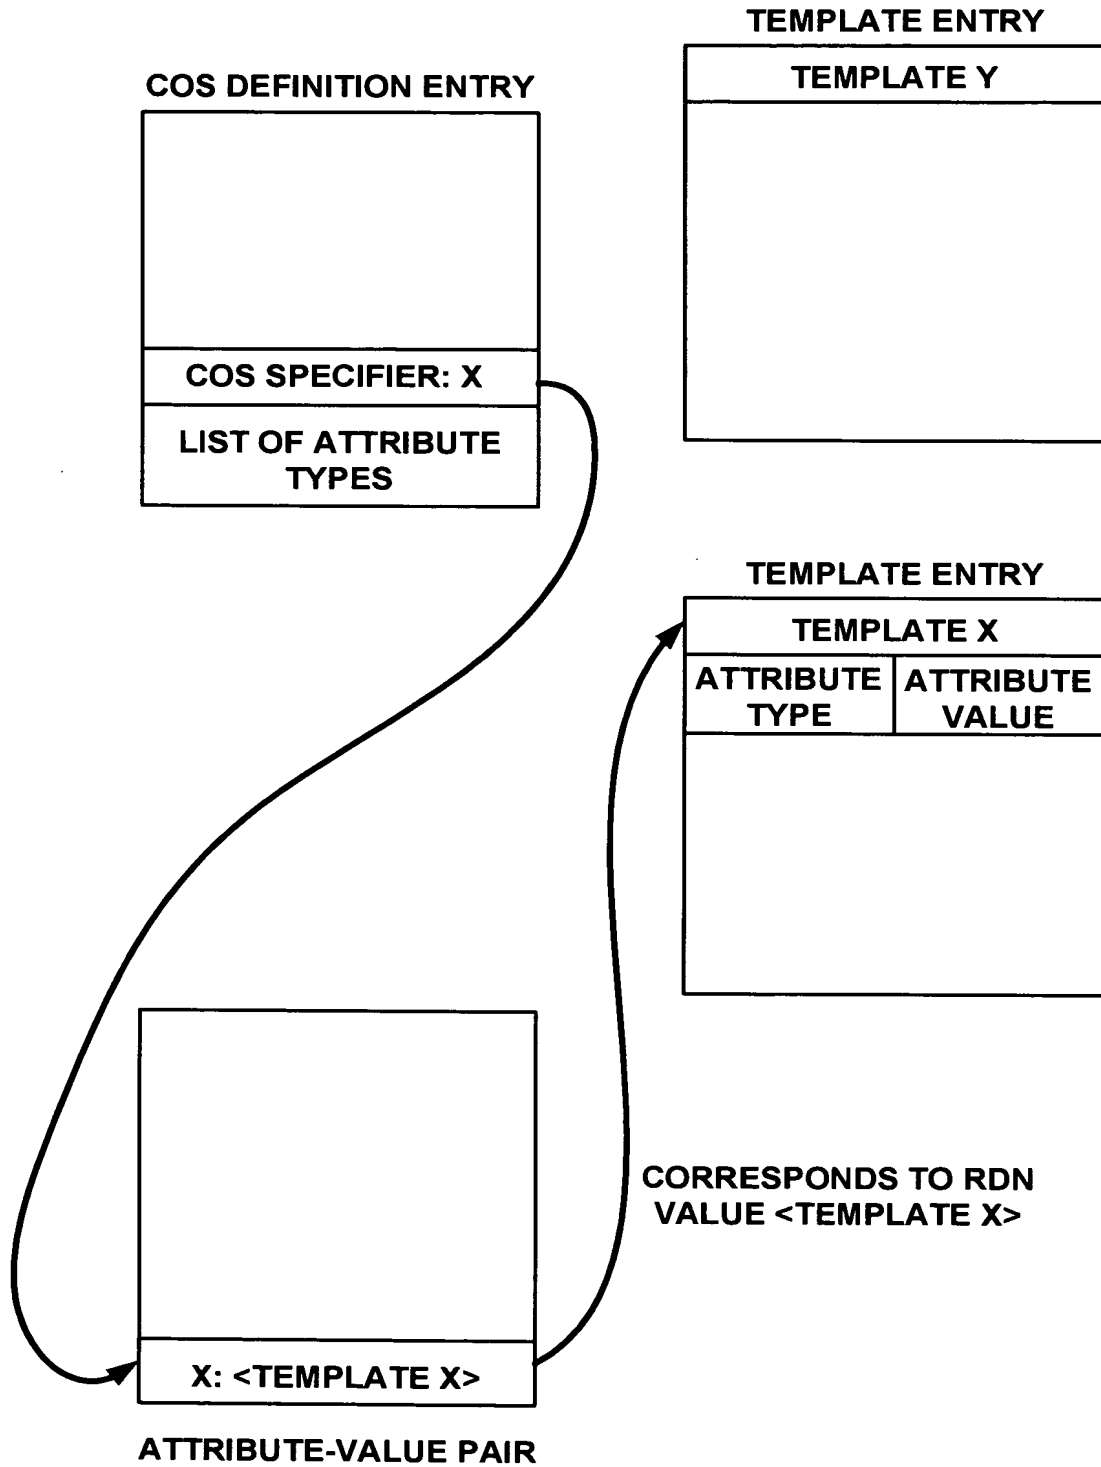 TEMPLATE ENTRY
TEMPLATE Y
COS DEFINITION ENTRY
COS SPECIFIER: X
LIST OF ATTRIBUTE
TYPES
TEMPLATE ENTRY
TEMPLATE X
ATTRIBUTE
TYPE
ATTRIBUTE
VALUE
CORRESPONDS TO RDN
VALUE <TEMPLATE X>
X: <TEMPLATE X>
ATTRIBUTE-VALUE PAIR